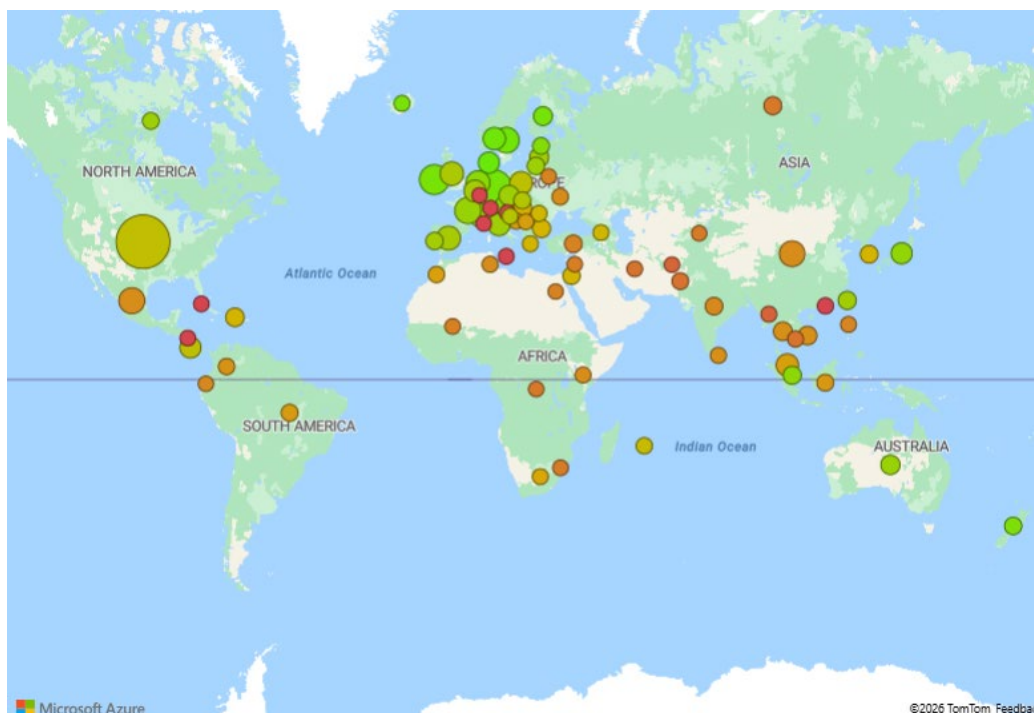 NORTH AMERICA
ASIA
Atlantic Ocean
AFRICA
SOUTH AMERICA
Indian Ocean
AUSTRALIA
Microsoft Azure
©2026 TomTom